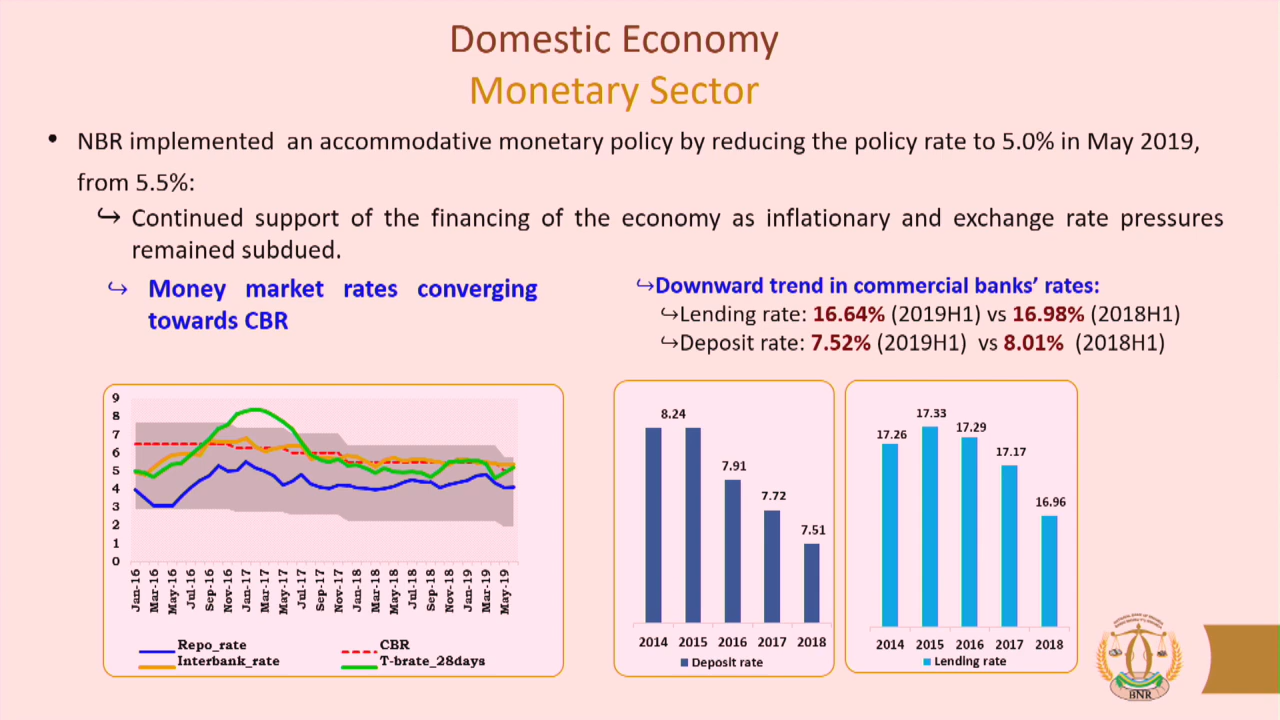 Domestic Economy
Monetary Sector
• NBR implemented an accommodative monetary policy by reducing the policy rate to 5.0% in May 2019,
from 5.5%:
↪ Continued support of the financing of the economy as inflationary and exchange rate pressures
remained subdued.
↪ Money market rates converging
towards CBR
↪Downward trend in commercial banks’ rates:
↪Lending rate: 16.64% (2019H1) vs 16.98% (2018H1)
↪Deposit rate: 7.52% (2019H1) vs 8.01% (2018H1)
9
8
7
6
5
4
3
2
1
0
Jan-16 Mar-16 May-16 Jul-16 Sep-16 Nov-16 Jan-17 Mar-17 May-17 Jul-17 Sep-17 Nov-17 Jan-18 Mar-18 May-18 Jul-18 Sep-18 Nov-18 Jan-19 Mar-19 May-19
Repo_rate CBR
Interbank_rate T-brate_28days
8.24
7.91
7.72
7.51
2014 2015 2016 2017 2018
Deposit rate
17.26 17.33 17.29 17.17 16.96
2014 2015 2016 2017 2018
Lending rate
BNR